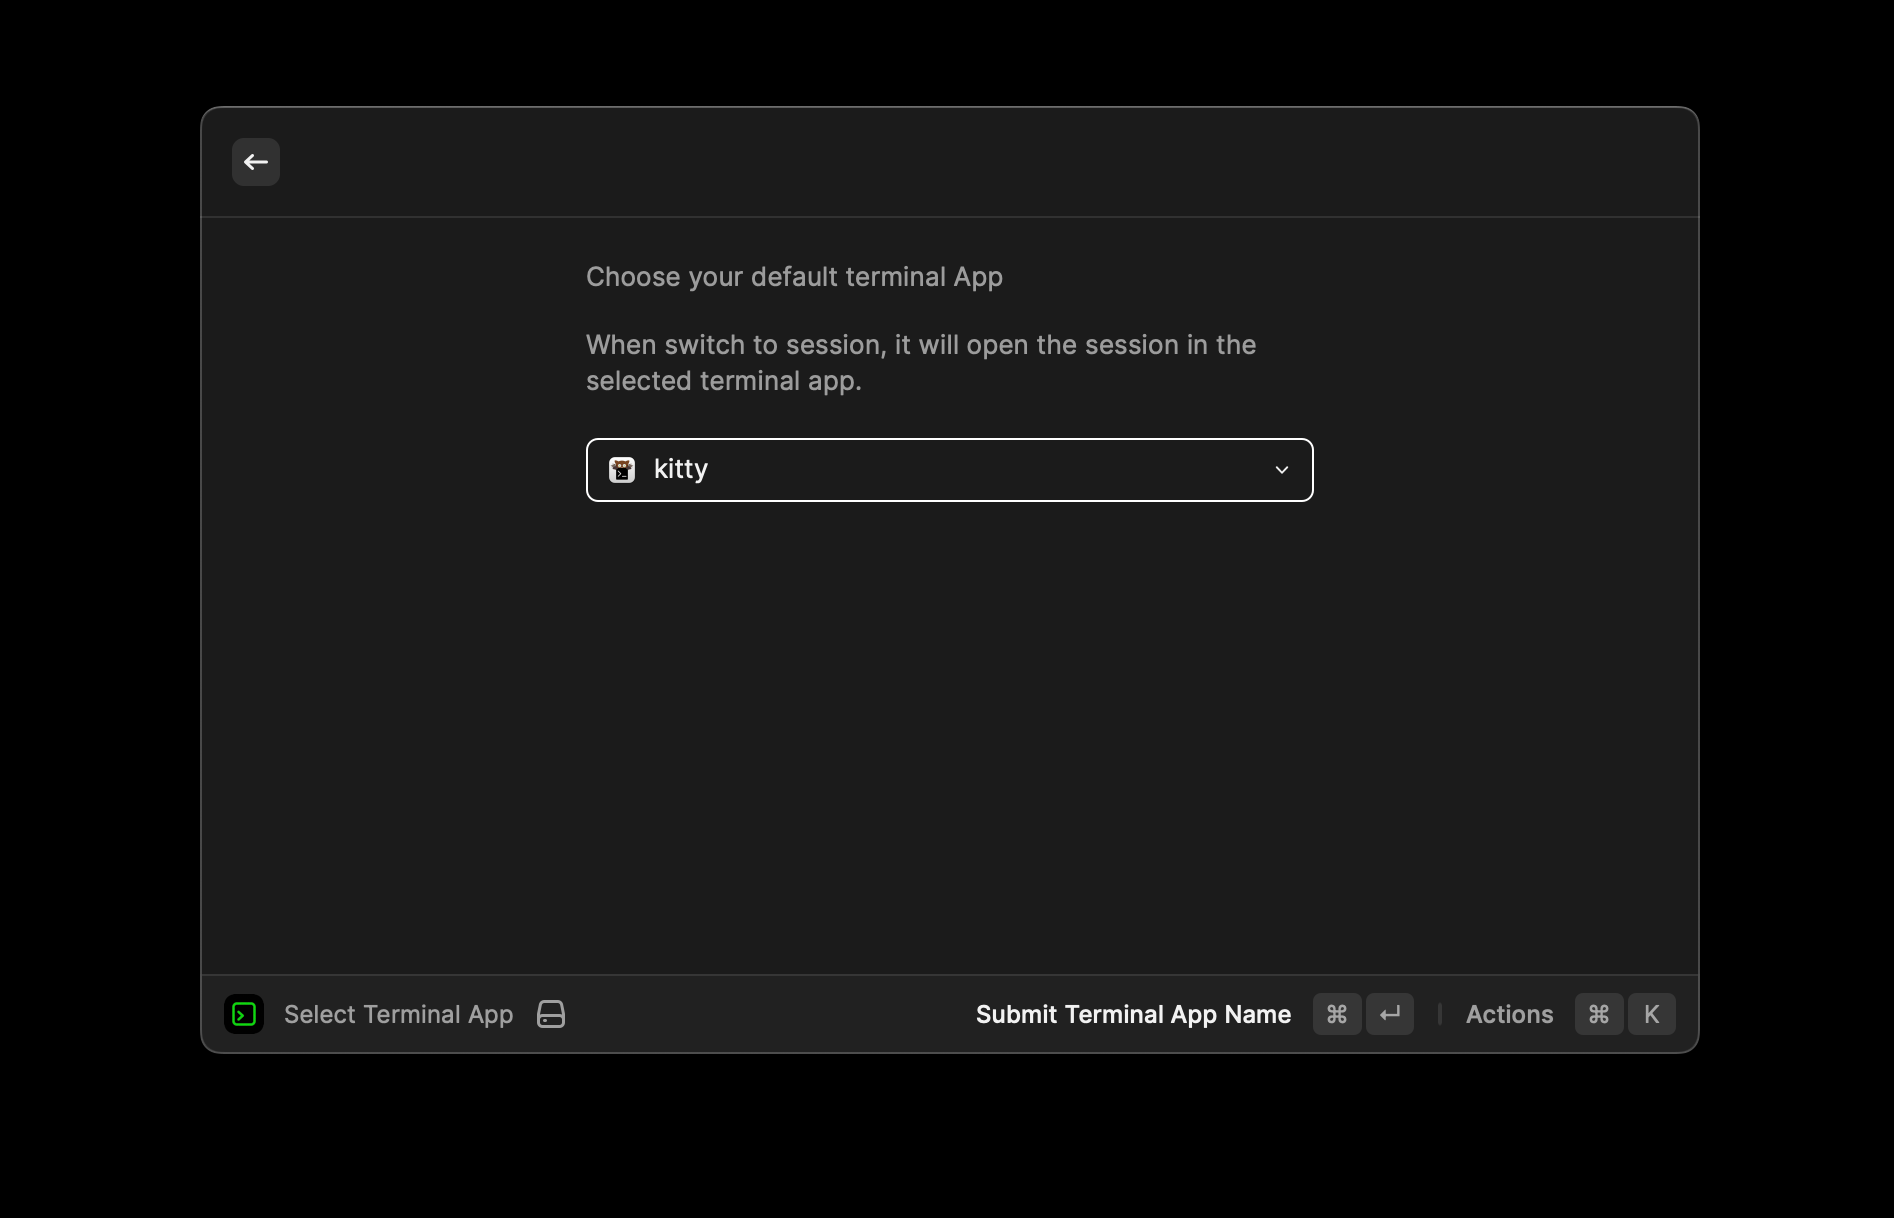 Choose your default terminal App
When switch to session, it will open the session in the
selected terminal app.
kitty
Select Terminal App
Submit Terminal App Name ⌘ ↵ Actions ⌘ K